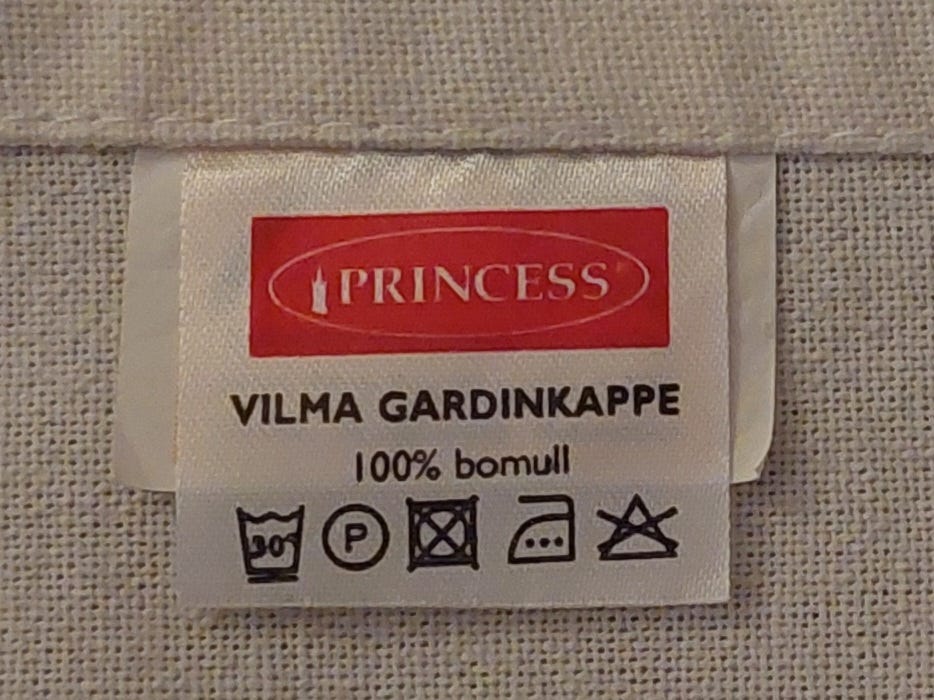 PRINCESS
VILMA GARDINKAPPE
100% bomull
30° P